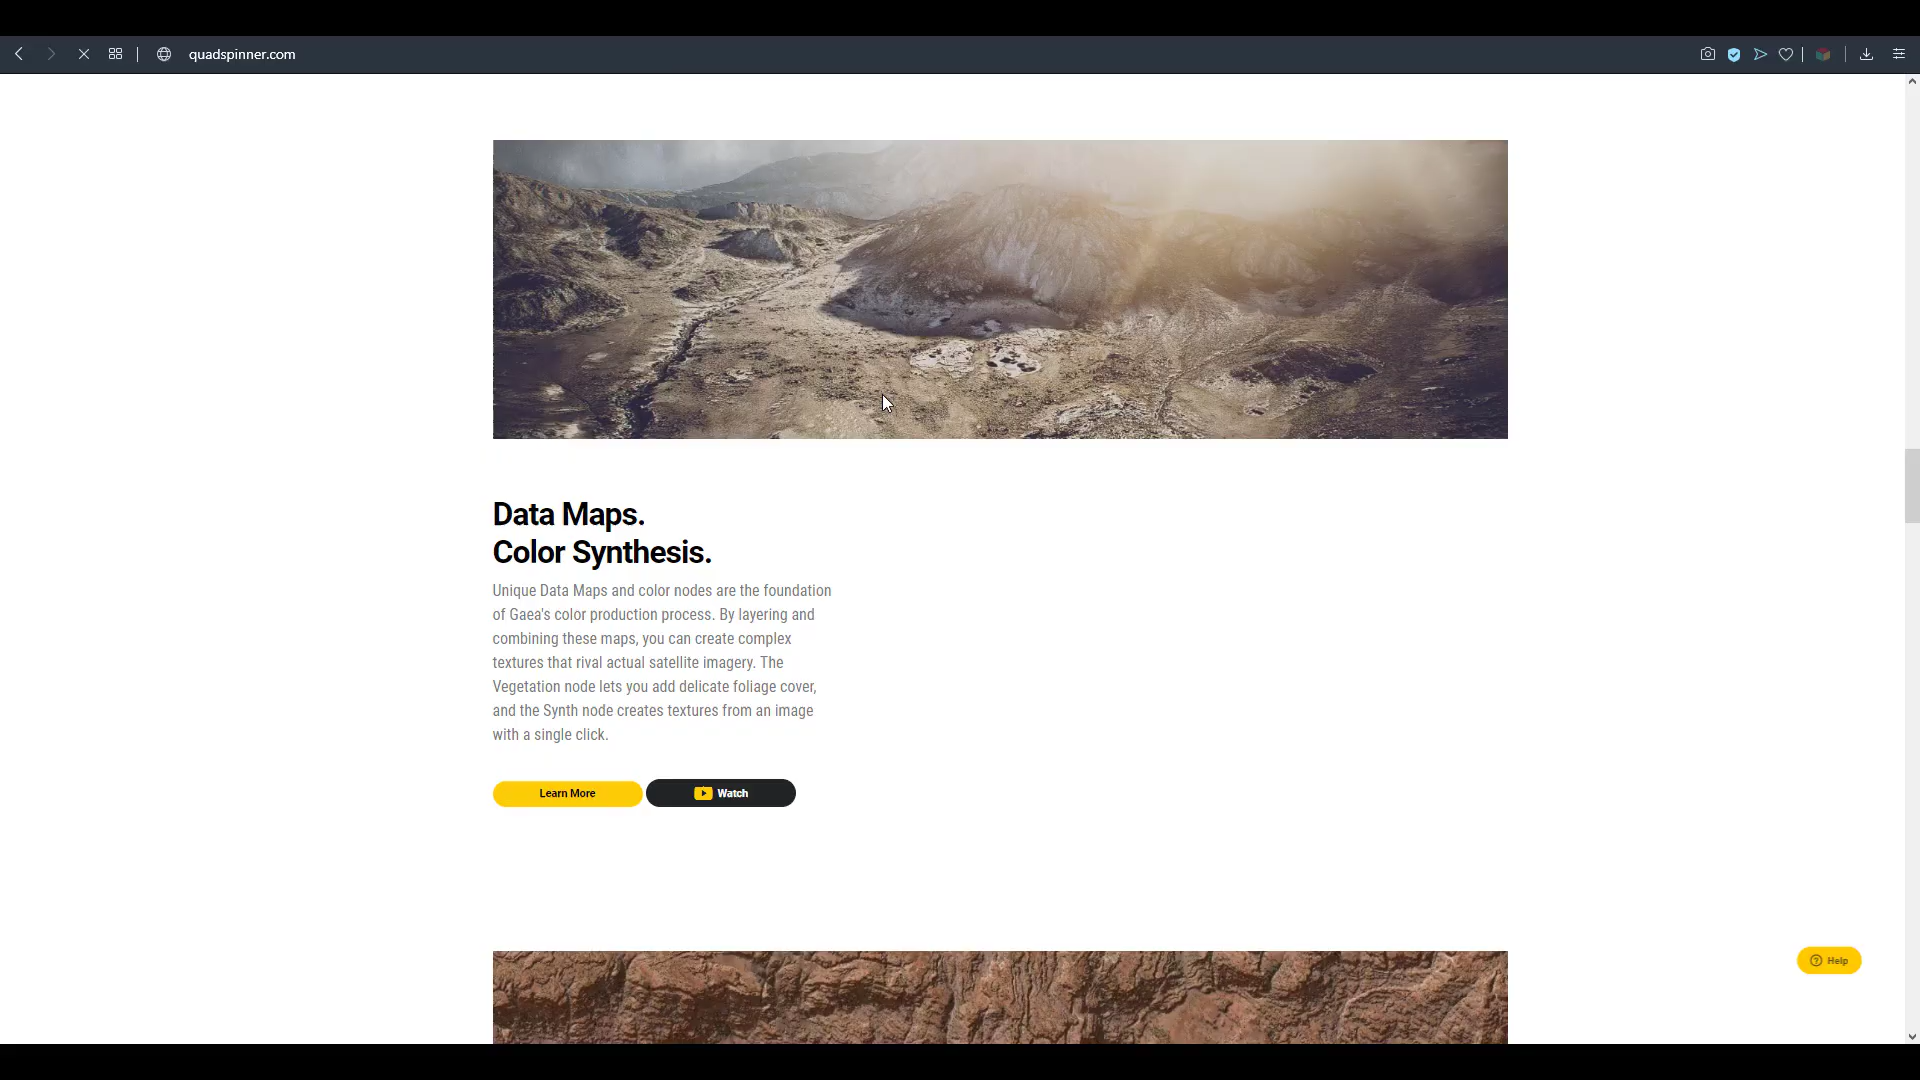 quadspinner.com
Data Maps.
Color Synthesis.
Unique Data Maps and color nodes are the foundation
of Gaea's color production process. By layering and
combining these maps, you can create complex
textures that rival actual satellite imagery. The
Vegetation node lets you add delicate foliage cover,
and the Synth node creates textures from an image
with a single click.
Learn More
Watch
Help